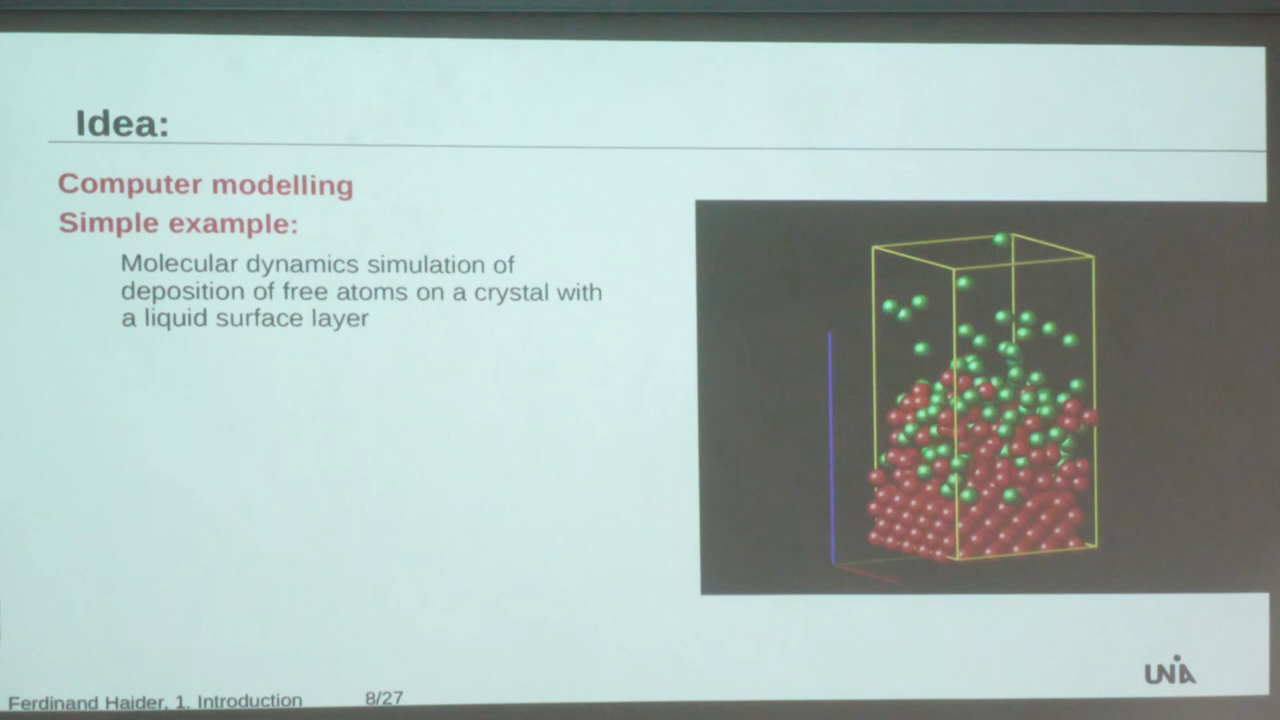 Idea:
Computer modelling
Simple example:
Molecular dynamics simulation of
deposition of free atoms on a crystal with
a liquid surface layer
Ferdinand Haider, 1. Introduction 8/27
UNIA